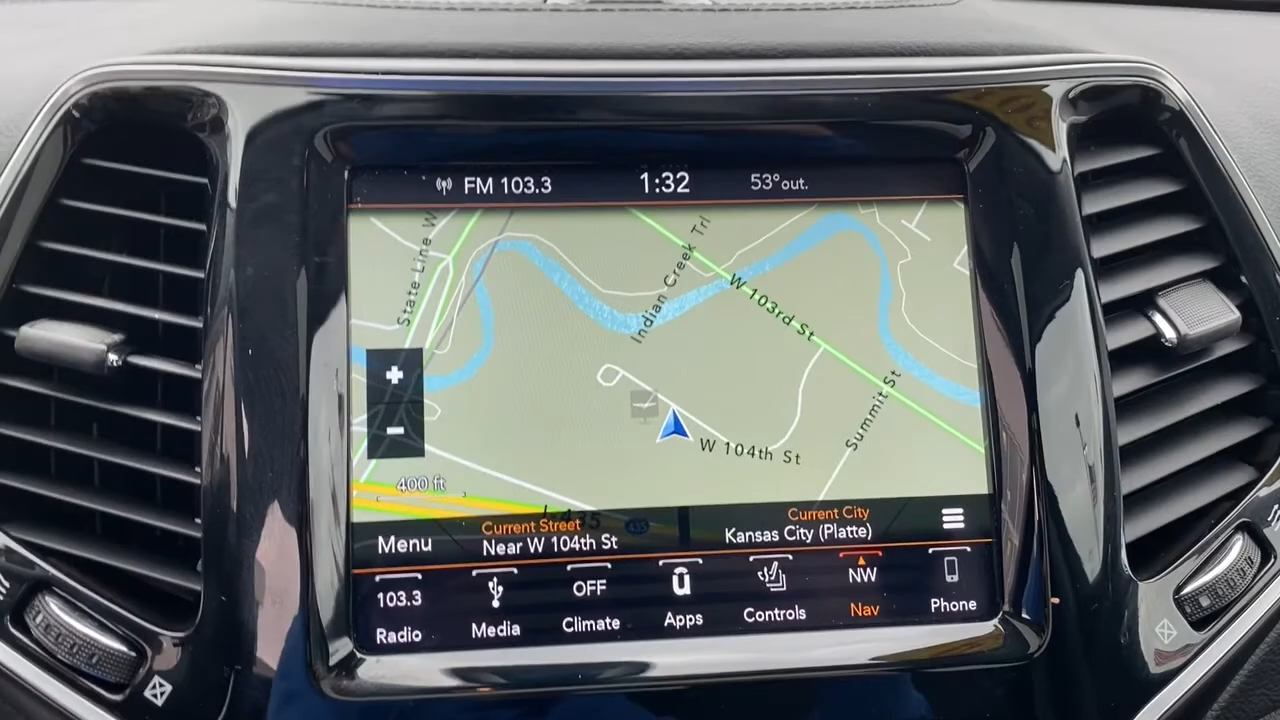 FM 103.3
1:32
53° out.
State Line W
Indian Creek Trl
W 103rd St
Summit St
+
-
W 104th St
400 ft
I-435
435
Menu
Current Street
Near W 104th St
Current City
Kansas City (Platte)
103.3
Radio
Media
OFF
Climate
Apps
Controls
NW
Nav
Phone